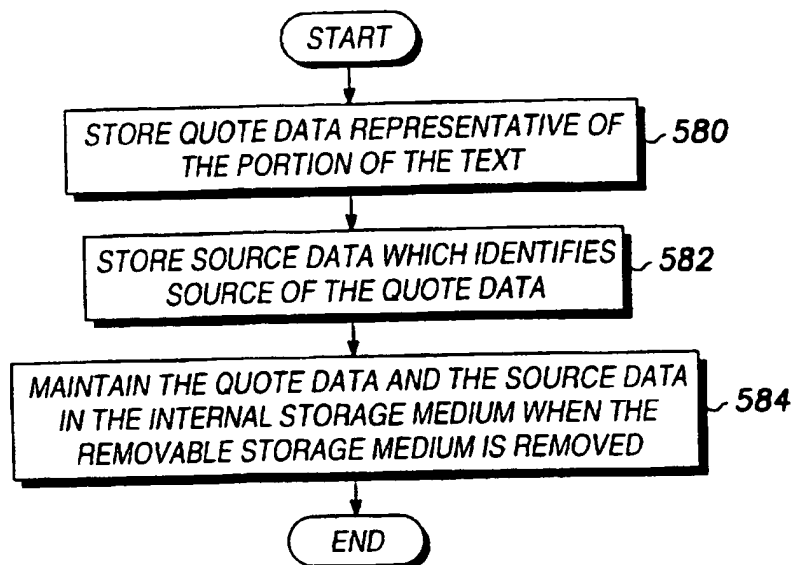 START
STORE QUOTE DATA REPRESENTATIVE OF
THE PORTION OF THE TEXT
580
STORE SOURCE DATA WHICH IDENTIFIES
SOURCE OF THE QUOTE DATA
582
MAINTAIN THE QUOTE DATA AND THE SOURCE DATA
IN THE INTERNAL STORAGE MEDIUM WHEN THE
REMOVABLE STORAGE MEDIUM IS REMOVED
584
END